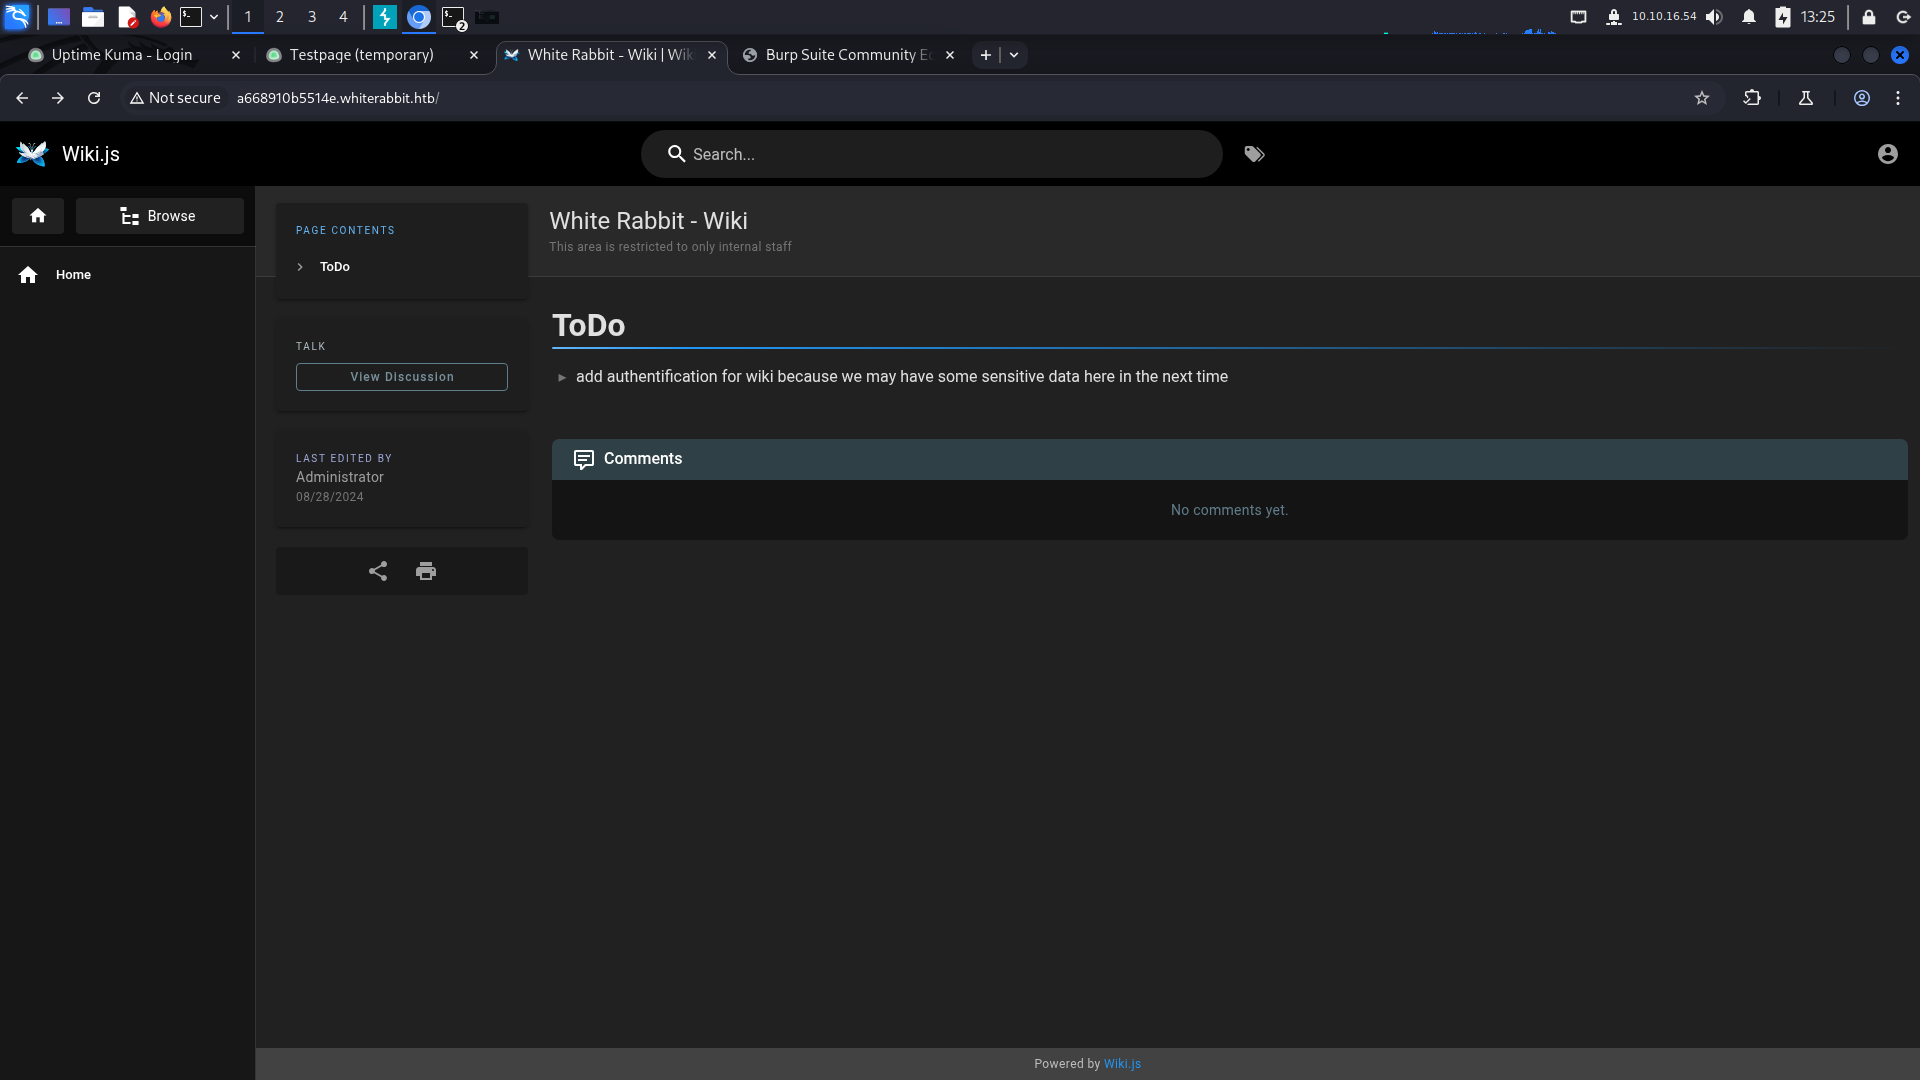 1 2 3 4 2 10.10.16.54 13:25
Uptime Kuma - Login Testpage (temporary) White Rabbit - Wiki | Wik Burp Suite Community Ed
Not secure a668910b5514e.whiterabbit.htb/
Wiki.js Search...
Browse
Home
PAGE CONTENTS
ToDo
TALK
View Discussion
LAST EDITED BY
Administrator
08/28/2024
White Rabbit - Wiki
This area is restricted to only internal staff
ToDo
add authentification for wiki because we may have some sensitive data here in the next time
Comments
No comments yet.
Powered by Wiki.js